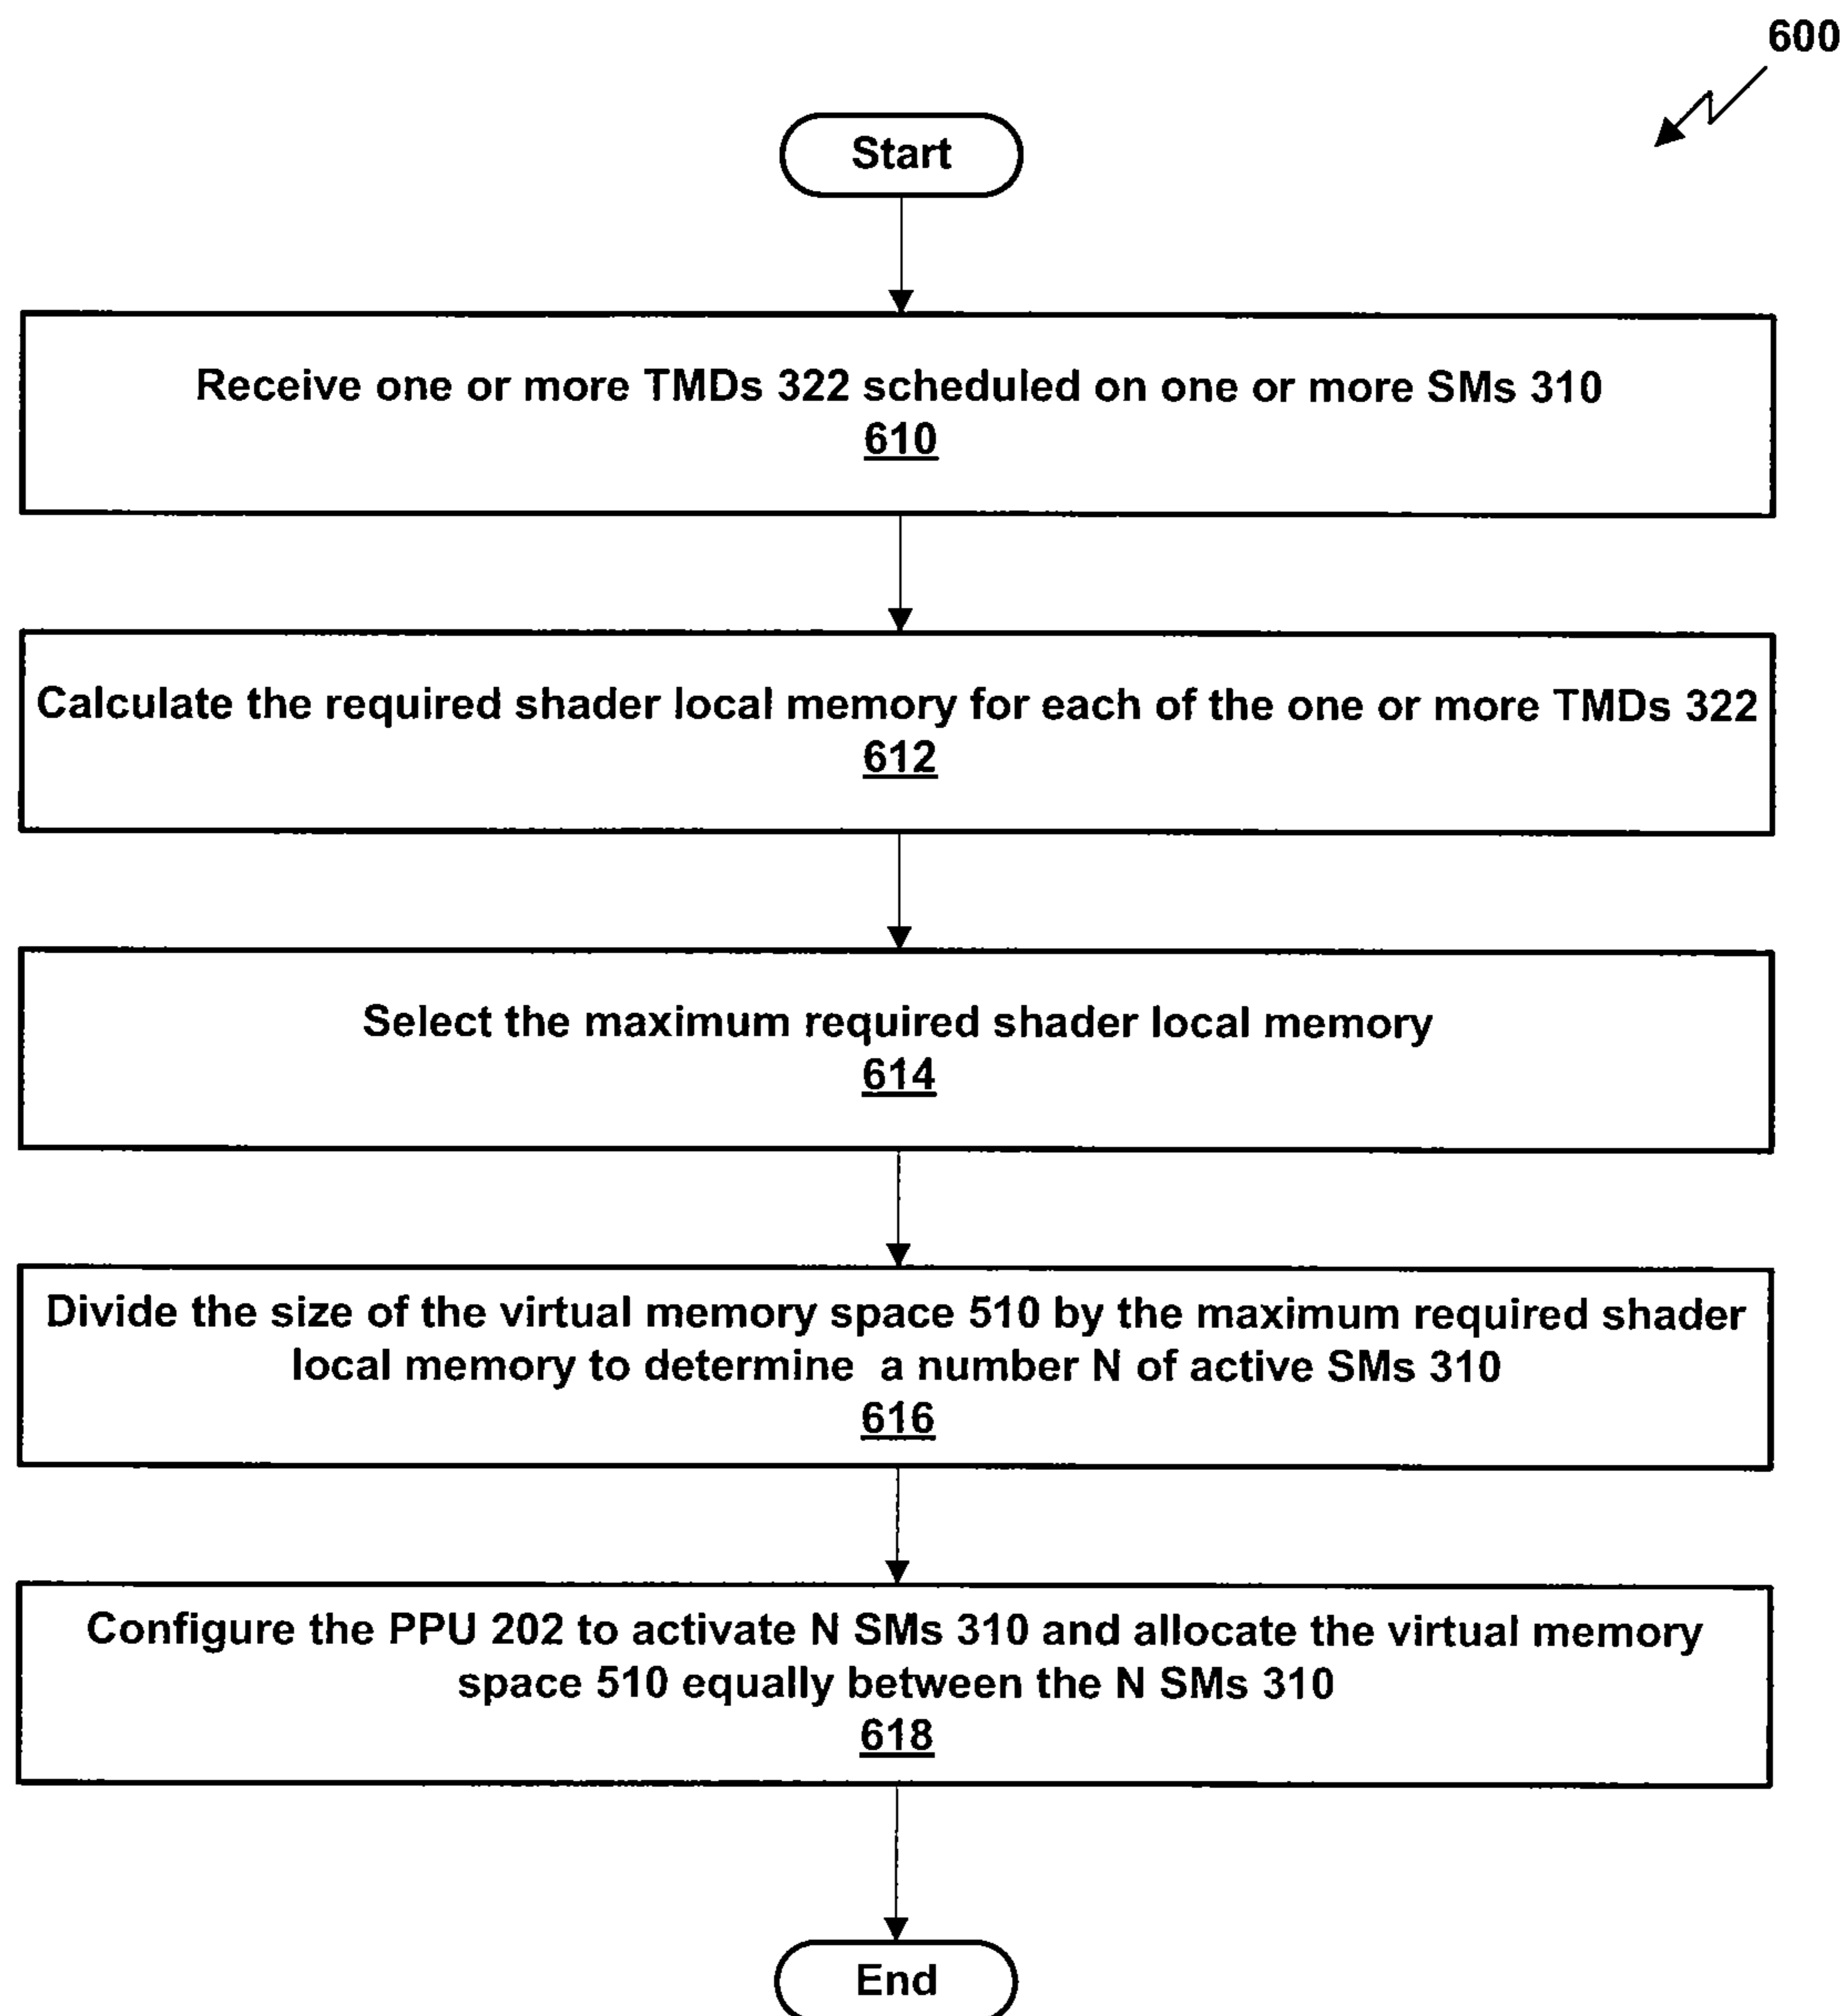 600
Start
Receive one or more TMDs 322 scheduled on one or more SMs 310
610
Calculate the required shader local memory for each of the one or more TMDs 322
612
Select the maximum required shader local memory
614
Divide the size of the virtual memory space 510 by the maximum required shader
local memory to determine a number N of active SMs 310
616
Configure the PPU 202 to activate N SMs 310 and allocate the virtual memory
space 510 equally between the N SMs 310
618
End